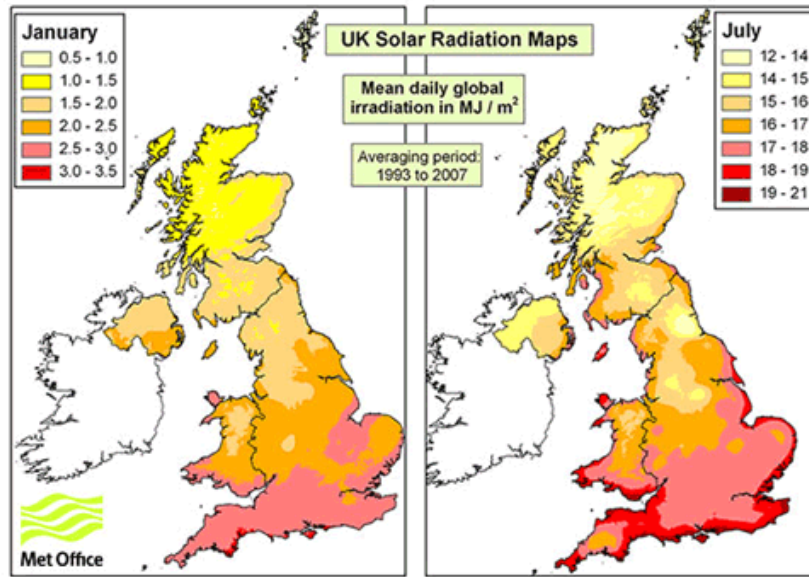 January
0.5 - 1.0
1.0 - 1.5
1.5 - 2.0
2.0 - 2.5
2.5 - 3.0
3.0 - 3.5
UK Solar Radiation Maps
Mean daily global
irradiation in MJ / m²
Averaging period:
1993 to 2007
July
12 - 14
14 - 15
15 - 16
16 - 17
17 - 18
18 - 19
19 - 21
Met Office